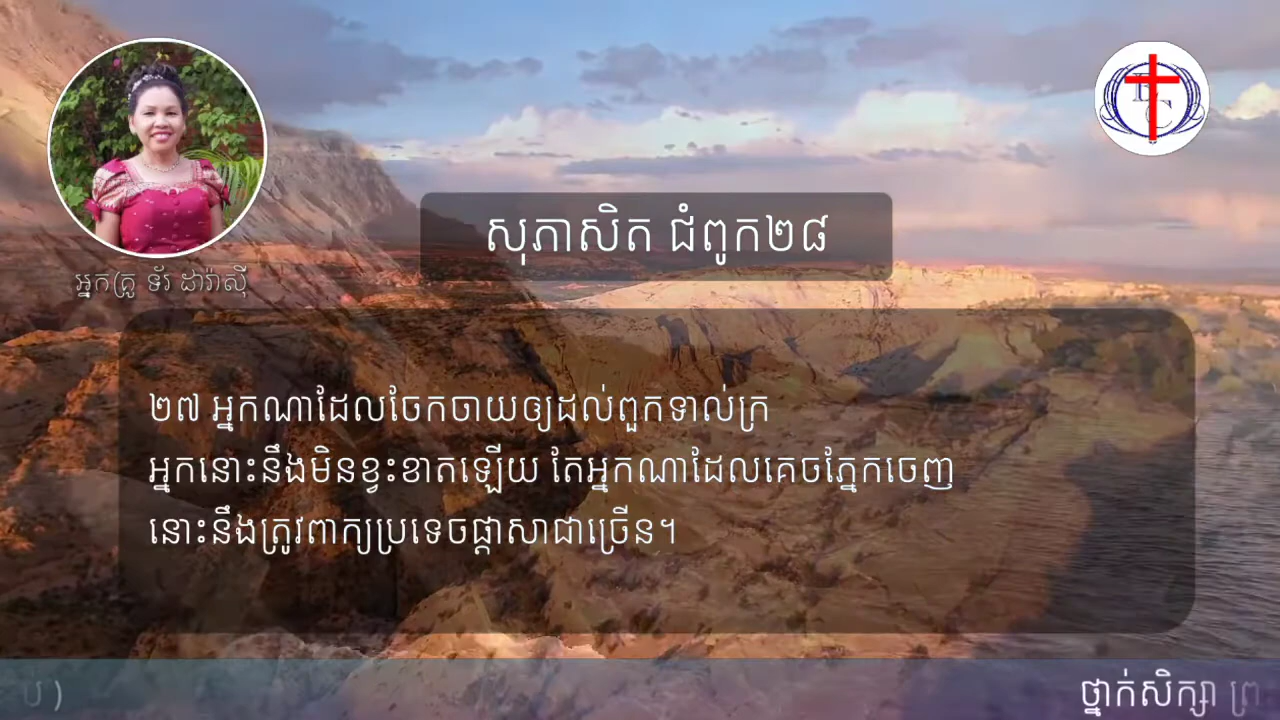 EC
អ្នកគ្រូ ទ័រ ដារ៉ាស៊ី
សុភាសិត ជំពូក២៨
២៧ អ្នកណាដែលចែកចាយឲ្យដល់ពួកទាល់ក្រ
អ្នកនោះនឹងមិនខ្វះខាតឡើយ តែអ្នកណាដែលគេចភ្នែកចេញ
នោះនឹងត្រូវពាក្យប្រទេចផ្តាសាជាច្រើន។
ប )
ថ្នាក់សិក្សា ព្រ